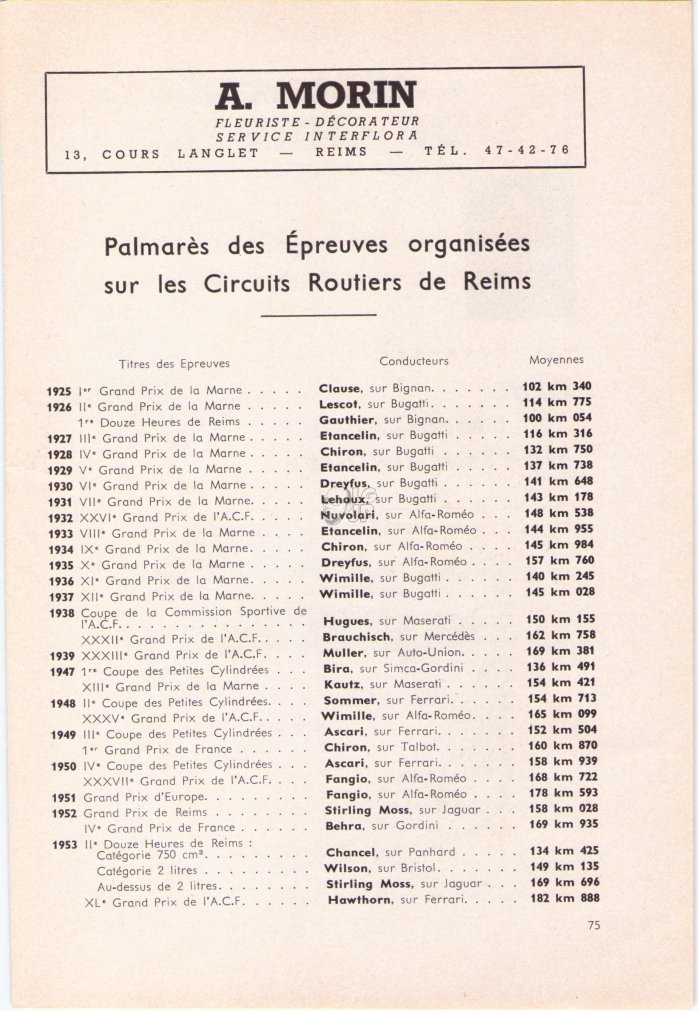 A. MORIN
FLEURISTE-DÉCORATEUR
SERVICE INTERFLORA
13, COURS LANGLET — REIMS — TÉL. 47-42-76
Palmarès des Épreuves organisées
sur les Circuits Routiers de Reims
Titres des Epreuves Conducteurs Moyennes
1925 Ier Grand Prix de la Marne . . . . . Clause, sur Bignan. . . . . . . 102 km 340
1926 IIe Grand Prix de la Marne . . . . . Lescot, sur Bugatti. . . . . . . 114 km 775
1re Douze Heures de Reims . . . . . Gauthier, sur Bignan. . . . . . 100 km 054
1927 IIIe Grand Prix de la Marne . . . . . Etancelin, sur Bugatti . . . . . 116 km 316
1928 IVe Grand Prix de la Marne . . . . . Chiron, sur Bugatti . . . . . . 132 km 750
1929 Ve Grand Prix de la Marne . . . . . Etancelin, sur Bugatti . . . . . 137 km 738
1930 VIe Grand Prix de la Marne . . . . . Dreyfus, sur Bugatti . . . . . . 141 km 648
1931 VIIe Grand Prix de la Marne. . . . . Lehoux, sur Bugatti . . . . . . 143 km 178
1932 XXVIe Grand Prix de l'A.C.F. . . . . Nuvolari, sur Alfa-Roméo . . . 148 km 538
1933 VIIIe Grand Prix de la Marne . . . . Etancelin, sur Alfa-Roméo . . . 144 km 955
1934 IXe Grand Prix de la Marne. . . . . Chiron, sur Alfa-Roméo . . . . 145 km 984
1935 Xe Grand Prix de la Marne . . . . . Dreyfus, sur Alfa-Roméo . . . . 157 km 760
1936 XIe Grand Prix de la Marne. . . . . Wimille, sur Bugatti . . . . . . 140 km 245
1937 XIIe Grand Prix de la Marne. . . . . Wimille, sur Bugatti . . . . . . 145 km 028
1938 Coupe de la Commission Sportive de
l'A.C.F. . . . . . . . . . . . . . . . Hugues, sur Maserati . . . . . 150 km 155
XXXIIe Grand Prix de l'A.C.F. . . . . Brauchisch, sur Mercédès . . . 162 km 758
1939 XXXIIIe Grand Prix de l'A.C.F. . . . . Muller, sur Auto-Union. . . . . 169 km 381
1947 1re Coupe des Petites Cylindrées . . . Bira, sur Simca-Gordini . . . . 136 km 491
XIIIe Grand Prix de la Marne . . . . Kautz, sur Maserati . . . . . . 154 km 421
1948 IIe Coupe des Petites Cylindrées. . . . Sommer, sur Ferrari. . . . . . 154 km 713
XXXVe Grand Prix de l'A.C.F. . . . . Wimille, sur Alfa-Roméo. . . . 165 km 099
1949 IIIe Coupe des Petites Cylindrées . . . Ascari, sur Ferrari. . . . . . . 152 km 504
1er Grand Prix de France . . . . . . Chiron, sur Talbot. . . . . . . 160 km 870
1950 IVe Coupe des Petites Cylindrées . . . Ascari, sur Ferrari. . . . . . . 158 km 939
XXXVIIe Grand Prix de l'A.C.F. . . . Fangio, sur Alfa-Roméo . . . . 168 km 722
1951 Grand Prix d'Europe. . . . . . . . . Fangio, sur Alfa-Roméo . . . . 178 km 593
1952 Grand Prix de Reims . . . . . . . . Stirling Moss, sur Jaguar . . . 158 km 028
IVe Grand Prix de France . . . . . . Behra, sur Gordini . . . . . . 169 km 935
1953 IIe Douze Heures de Reims :
Catégorie 750 cm³. . . . . . . . . Chancel, sur Panhard . . . . . 134 km 425
Catégorie 2 litres . . . . . . . . . Wilson, sur Bristol. . . . . . . 149 km 135
Au-dessus de 2 litres. . . . . . . . Stirling Moss, sur Jaguar . . . 169 km 696
XLe Grand Prix de l'A.C.F. . . . . . Hawthorn, sur Ferrari. . . . . 182 km 888
75